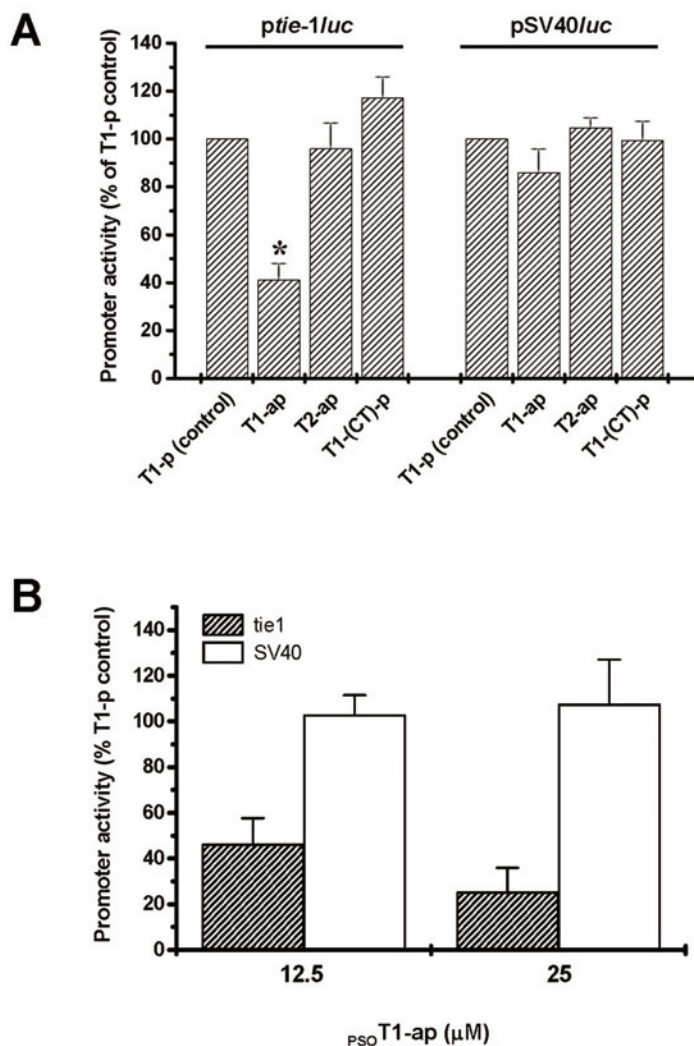 A
ptie-1luc
pSV40luc
Promoter activity (% of T1-p control)
140
120
100
80
60
40
20
0
*
T1-p (control)
T1-ap
T2-ap
T1-(CT)-p
T1-p (control)
T1-ap
T2-ap
T1-(CT)-p
B
Promoter activity (% T1-p control)
140
120
100
80
60
40
20
0
tie1
SV40
12.5
25
PSOT1-ap (μM)